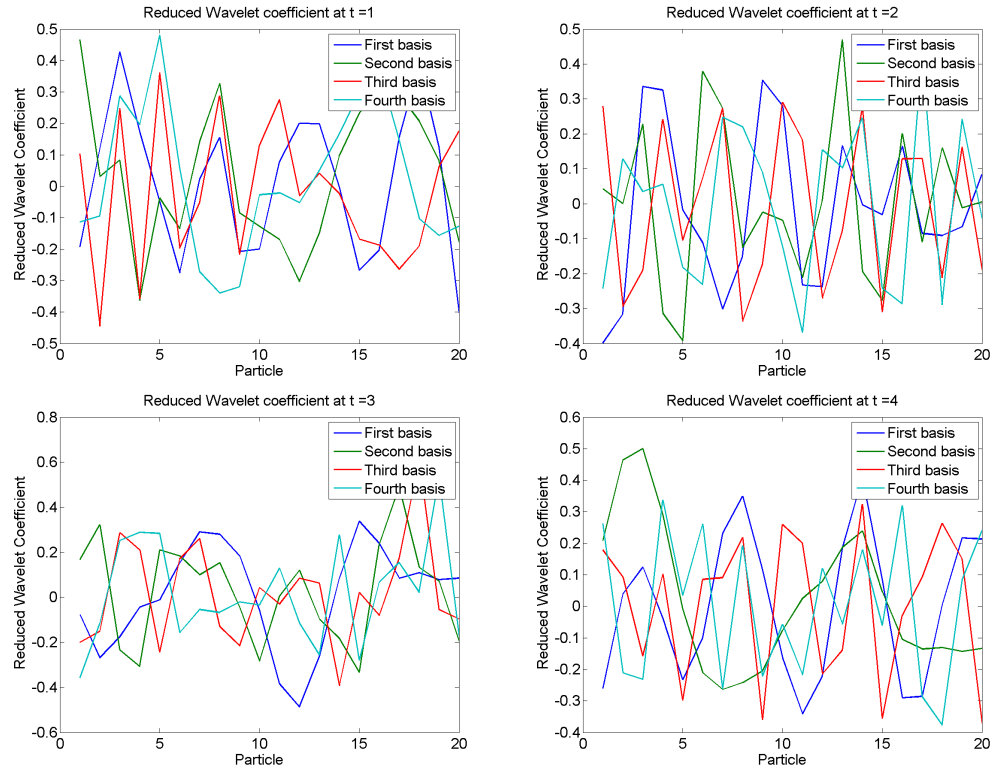 Reduced Wavelet coefficient at t =1
Reduced Wavelet Coefficient
0.5
0.4
0.3
0.2
0.1
0
-0.1
-0.2
-0.3
-0.4
-0.5
0
5
10
15
20
Particle
First basis
Second basis
Third basis
Fourth basis
Reduced Wavelet coefficient at t =2
Reduced Wavelet Coefficient
0.5
0.4
0.3
0.2
0.1
0
-0.1
-0.2
-0.3
-0.4
0
5
10
15
20
Particle
First basis
Second basis
Third basis
Fourth basis
Reduced Wavelet coefficient at t =3
Reduced Wavelet Coefficient
0.8
0.6
0.4
0.2
0
-0.2
-0.4
-0.6
0
5
10
15
20
Particle
First basis
Second basis
Third basis
Fourth basis
Reduced Wavelet coefficient at t =4
Reduced Wavelet Coefficient
0.6
0.5
0.4
0.3
0.2
0.1
0
-0.1
-0.2
-0.3
-0.4
0
5
10
15
20
Particle
First basis
Second basis
Third basis
Fourth basis